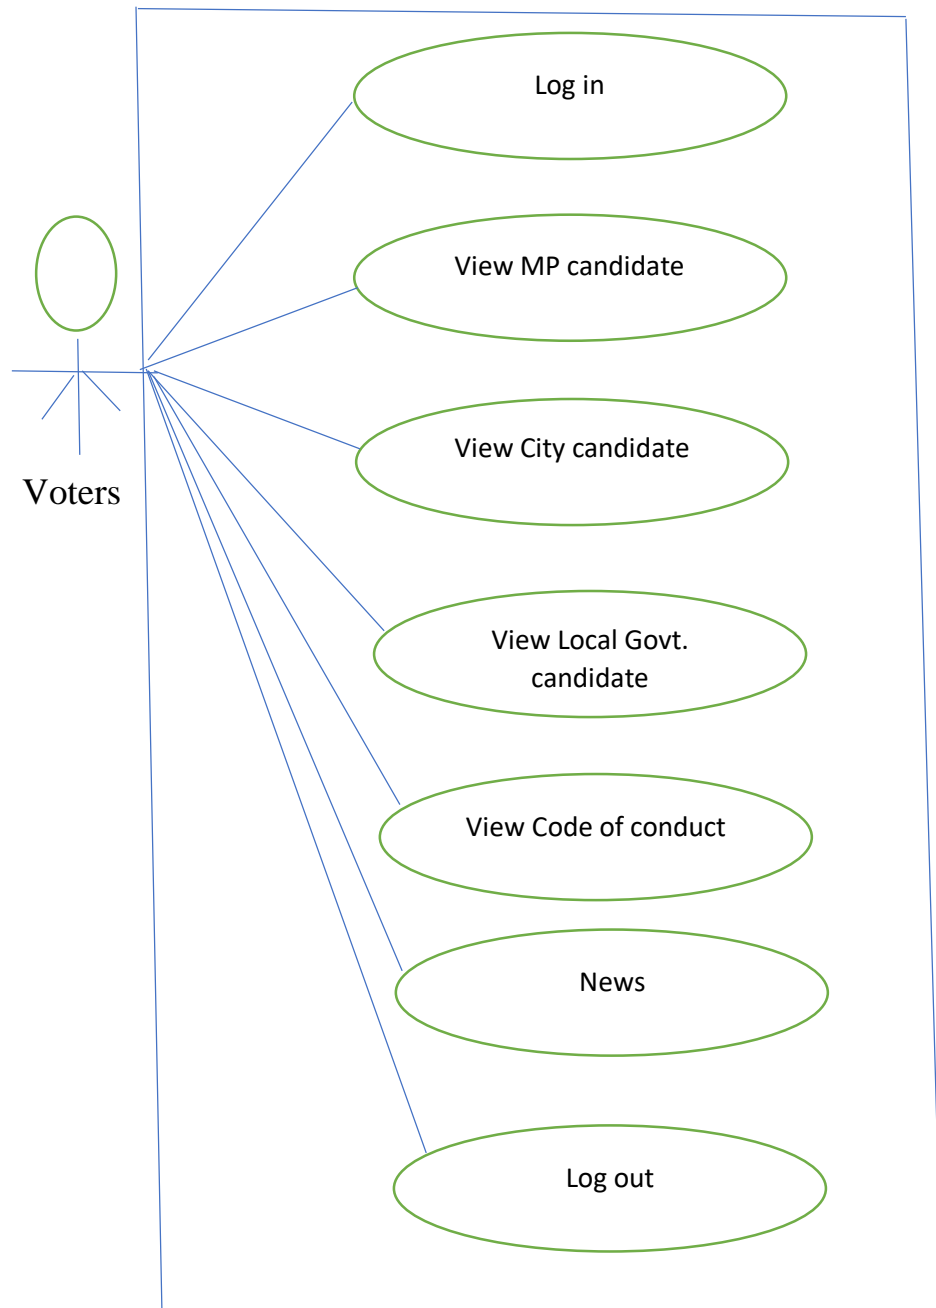 Log in
View MP candidate
View City candidate
Voters
View Local Govt.
candidate
View Code of conduct
News
Log out